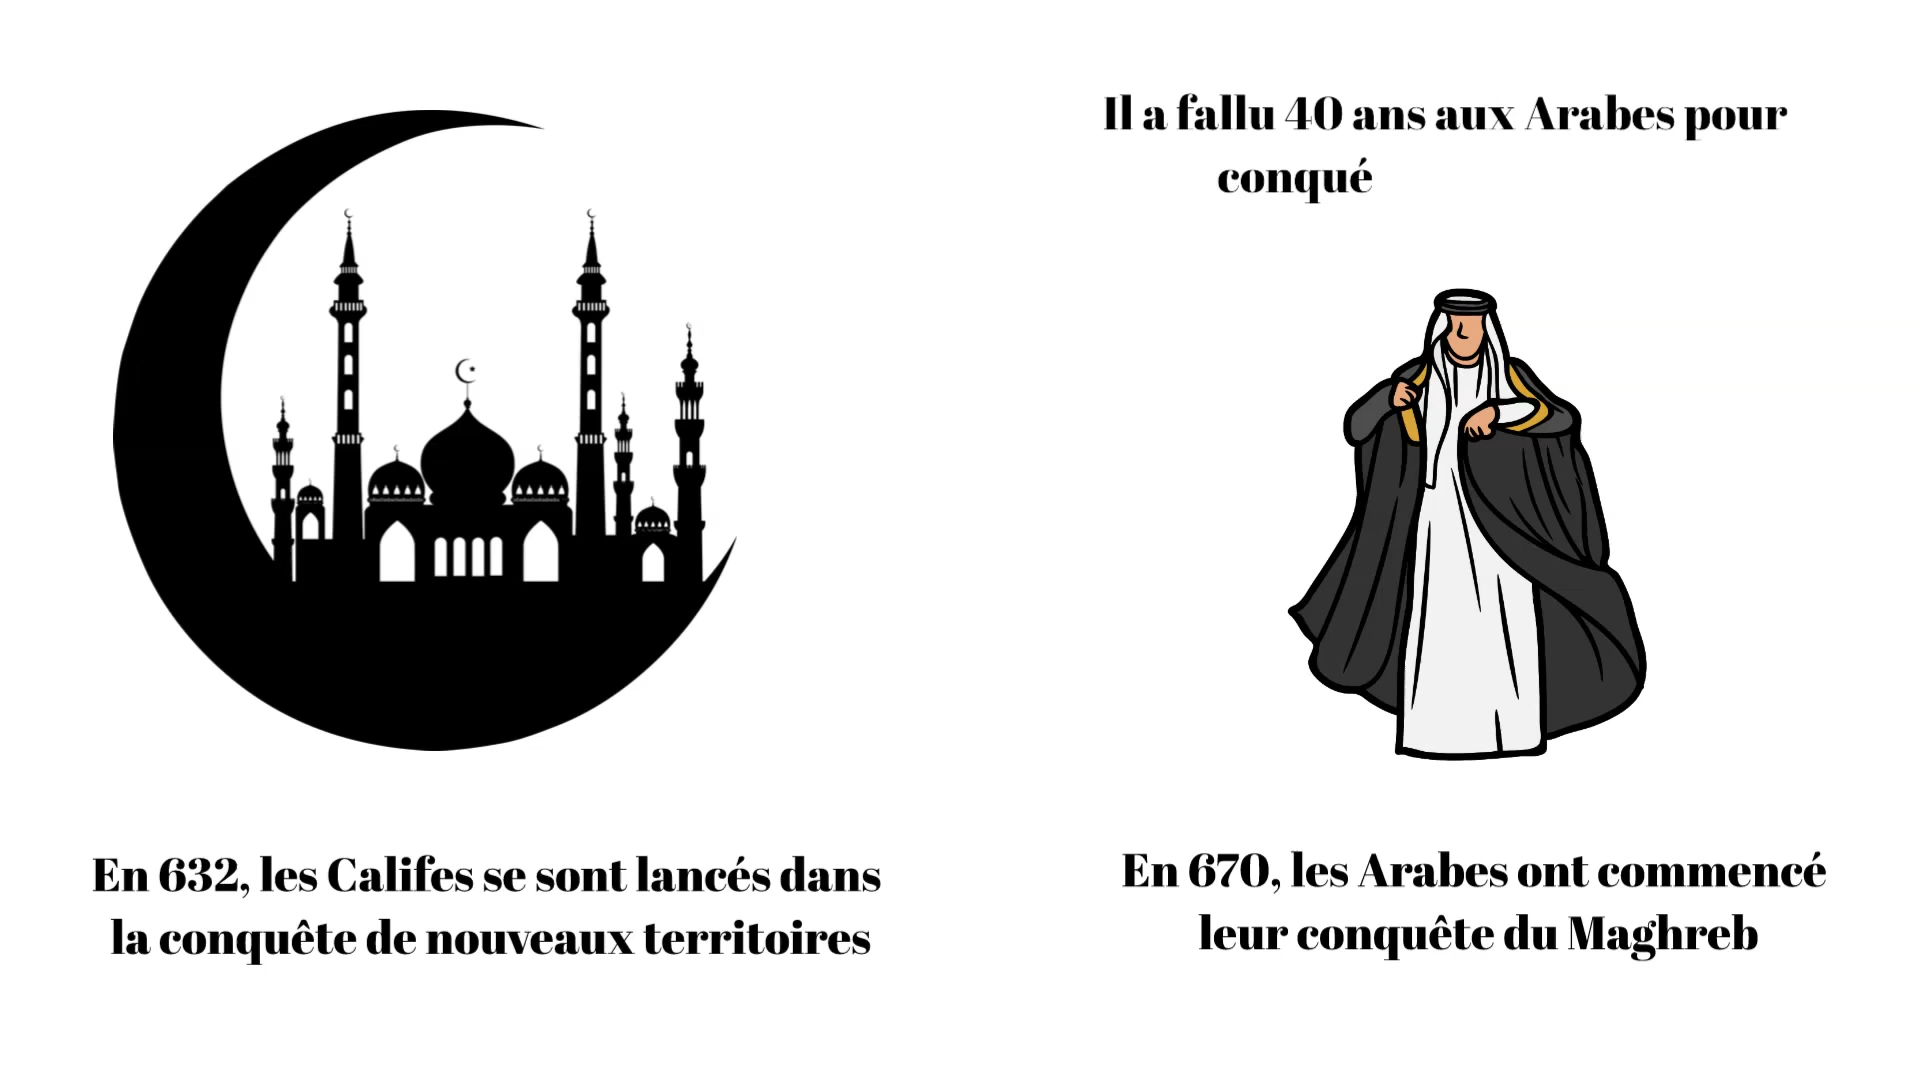 Il a fallu 40 ans aux Arabes pour
conqué
En 632, les Califes se sont lancés dans
la conquête de nouveaux territoires
En 670, les Arabes ont commencé
leur conquête du Maghreb